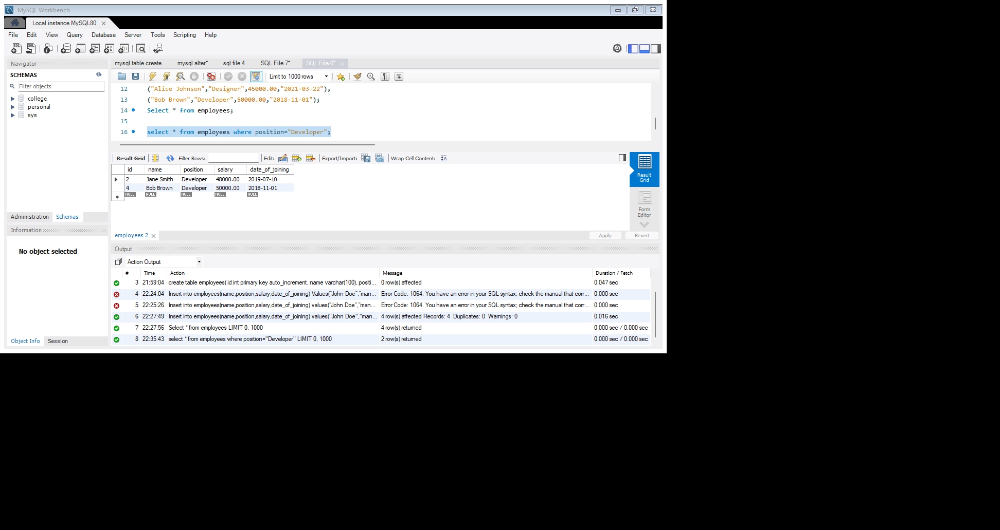 MySQL Workbench
Local instance MySQL80
File Edit View Query Database Server Tools Scripting Help
Navigator
SCHEMAS
Filter objects
college
personal
sys
Administration Schemas
Information
No object selected
Object Info Session
mysql table create mysql alter* sql file 4 SQL File 7* SQL File 6*
Limit to 1000 rows
12 ("Alice Johnson","Designer",45000.00,"2021-03-22"),
13 ("Bob Brown","Developer",50000.00,"2018-11-01");
14 Select * from employees;
15
16 select * from employees where position="Developer";
Result Grid Filter Rows: Edit: Export/Import: Wrap Cell Content:
id name position salary date_of_joining
2 Jane Smith Developer 48000.00 2019-07-10
4 Bob Brown Developer 50000.00 2018-11-01
NULL NULL NULL NULL NULL
Result
Grid
Form
Editor
employees 2
Apply Revert
Output
Action Output
# Time Action Message Duration / Fetch
3 21:59:04 create table employees( id int primary key auto_increment, name varchar(100), positi... 0 row(s) affected 0.047 sec
4 22:24:04 Insert into employees(name,position,salary,date_of_joining) Values("John Doe","man... Error Code: 1064. You have an error in your SQL syntax; check the manual that corr... 0.000 sec
5 22:25:26 Insert into employees(name,position,salary,date_of_joining) values("John Doe","man... Error Code: 1064. You have an error in your SQL syntax; check the manual that corr... 0.000 sec
6 22:27:49 Insert into employees(name,position,salary,date_of_joining) values("John Doe","man... 4 row(s) affected Records: 4 Duplicates: 0 Warnings: 0 0.016 sec
7 22:27:56 Select * from employees LIMIT 0, 1000 4 row(s) returned 0.000 sec / 0.000 sec
8 22:35:43 select * from employees where position="Developer" LIMIT 0, 1000 2 row(s) returned 0.000 sec / 0.000 sec